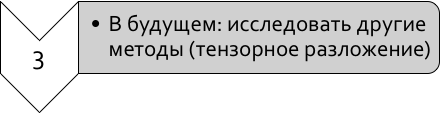 3
• В будущем: исследовать другие
методы (тензорное разложение)